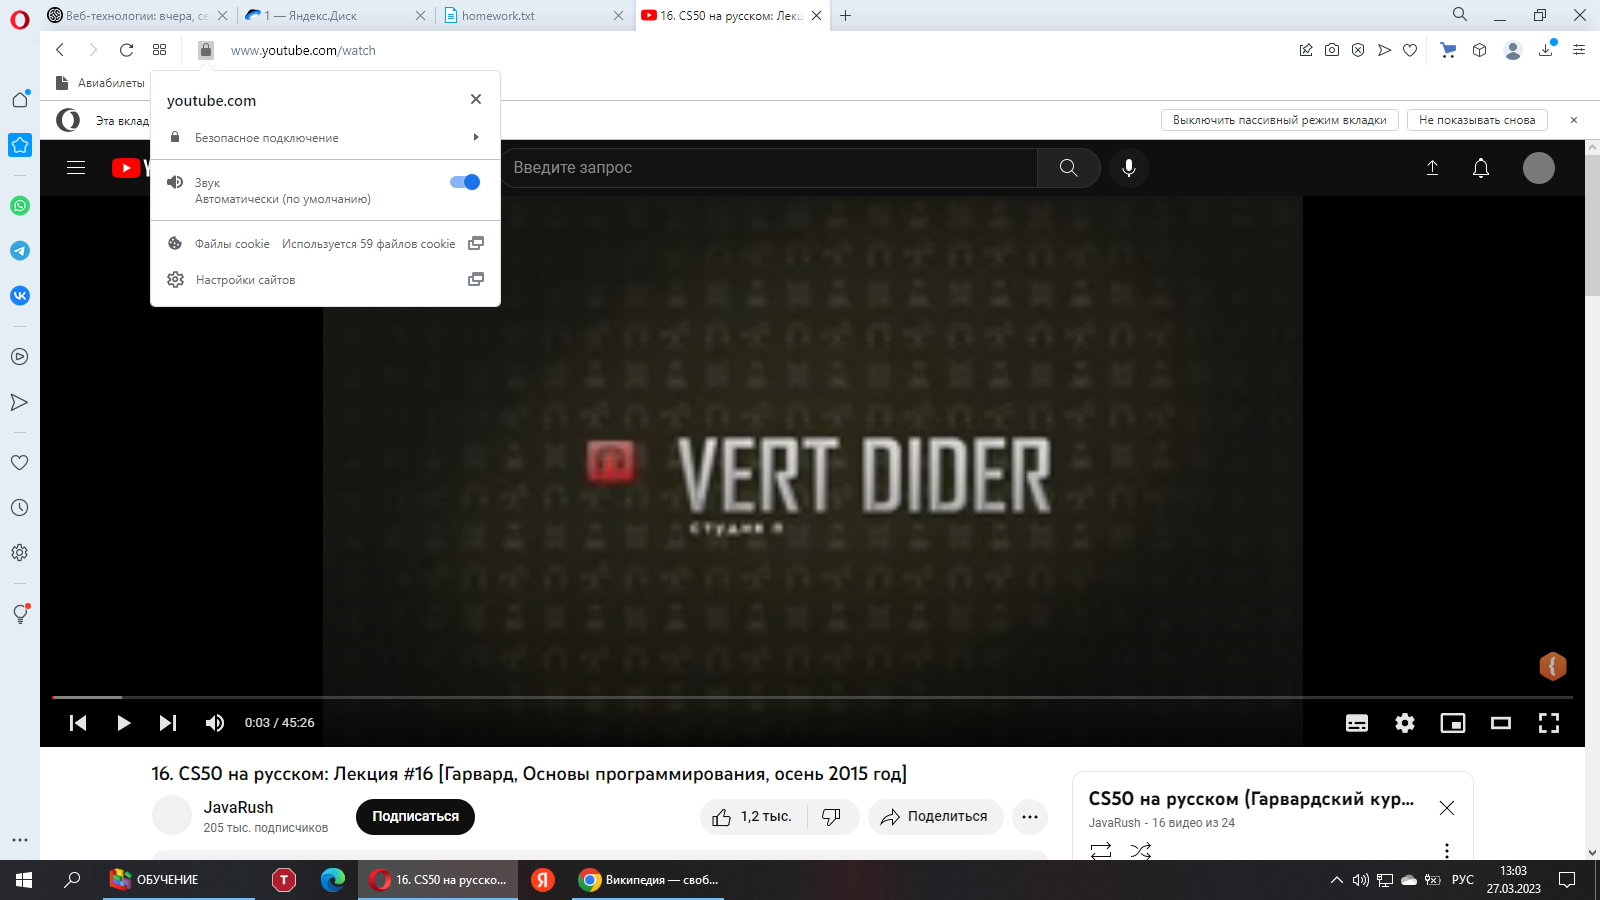 Веб-технологии: вчера, се
1 — Яндекс.Диск
homework.txt
16. CS50 на русском: Лекц
www.youtube.com/watch
Авиабилеты
Эта вклад
Выключить пассивный режим вкладки
Не показывать снова
youtube.com
Безопасное подключение
Звук
Автоматически (по умолчанию)
Файлы cookie Используется 59 файлов cookie
Настройки сайтов
Введите запрос
VERT DIDER
студия п
0:03 / 45:26
16. CS50 на русском: Лекция #16 [Гарвард, Основы программирования, осень 2015 год]
JavaRush
205 тыс. подписчиков
Подписаться
1,2 тыс.
Поделиться
CS50 на русском (Гарвардский кур...
JavaRush - 16 видео из 24
ОБУЧЕНИЕ
16. CS50 на русско...
Википедия — своб...
РУС
13:03
27.03.2023